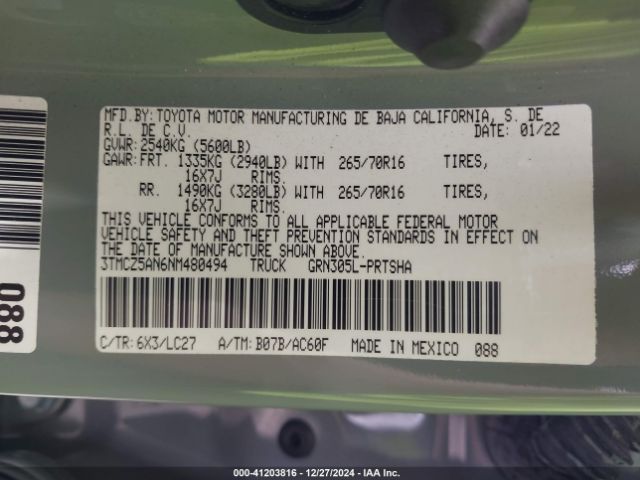 MFD.BY:TOYOTA MOTOR MANUFACTURING DE BAJA CALIFORNIA, S. DE
R.L. DE C.V. DATE: 01/22
GVWR:2540KG (5600LB)
GAWR:FRT. 1335KG (2940LB) WITH 265/70R16 TIRES,
16X7J RIMS.
RR. 1490KG (3280LB) WITH 265/70R16 TIRES,
16X7J RIMS.
THIS VEHICLE CONFORMS TO ALL APPLICABLE FEDERAL MOTOR
VEHICLE SAFETY AND THEFT PREVENTION STANDARDS IN EFFECT ON
THE DATE OF MANUFACTURE SHOWN ABOVE.
3TMCZ5AN6NM480494 TRUCK GRN305L-PRTSHA
C/TR:6X3/LC27 A/TM:B07B/AC60F MADE IN MEXICO 088
088
000-41203816 • 12/27/2024 • IAA Inc.